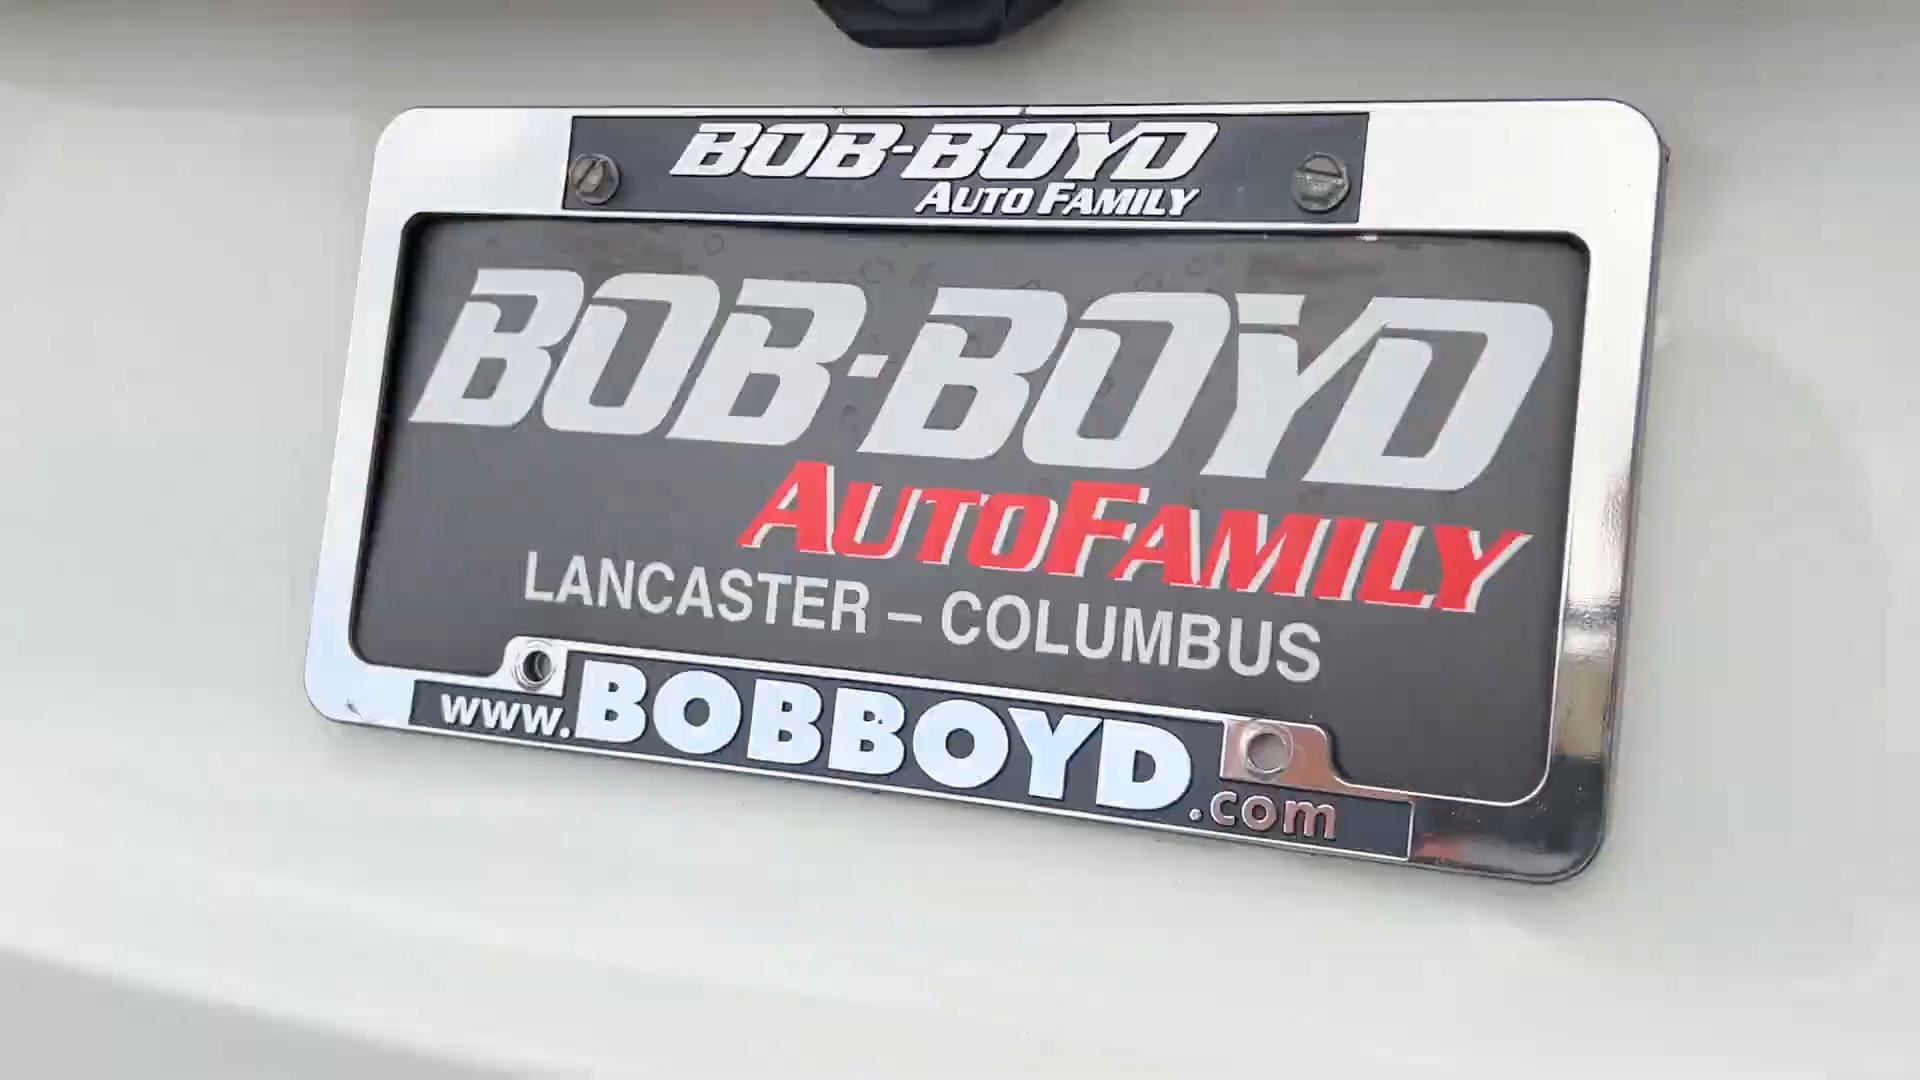 BOB-BOYD
AUTO FAMILY
BOB-BOYD
AUTOFAMILY
LANCASTER – COLUMBUS
www.BOBBOYD.com